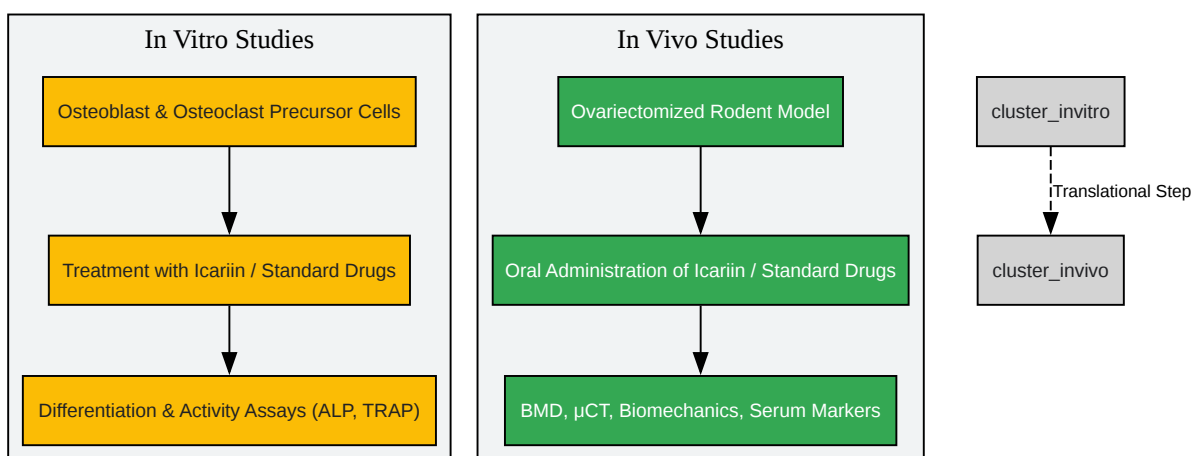 In Vitro Studies
Osteoblast & Osteoclast Precursor Cells
Treatment with Icariin / Standard Drugs
Differentiation & Activity Assays (ALP, TRAP)
In Vivo Studies
Ovariectomized Rodent Model
Oral Administration of Icariin / Standard Drugs
BMD, µCT, Biomechanics, Serum Markers
cluster_invitro
Translational Step
cluster_invivo